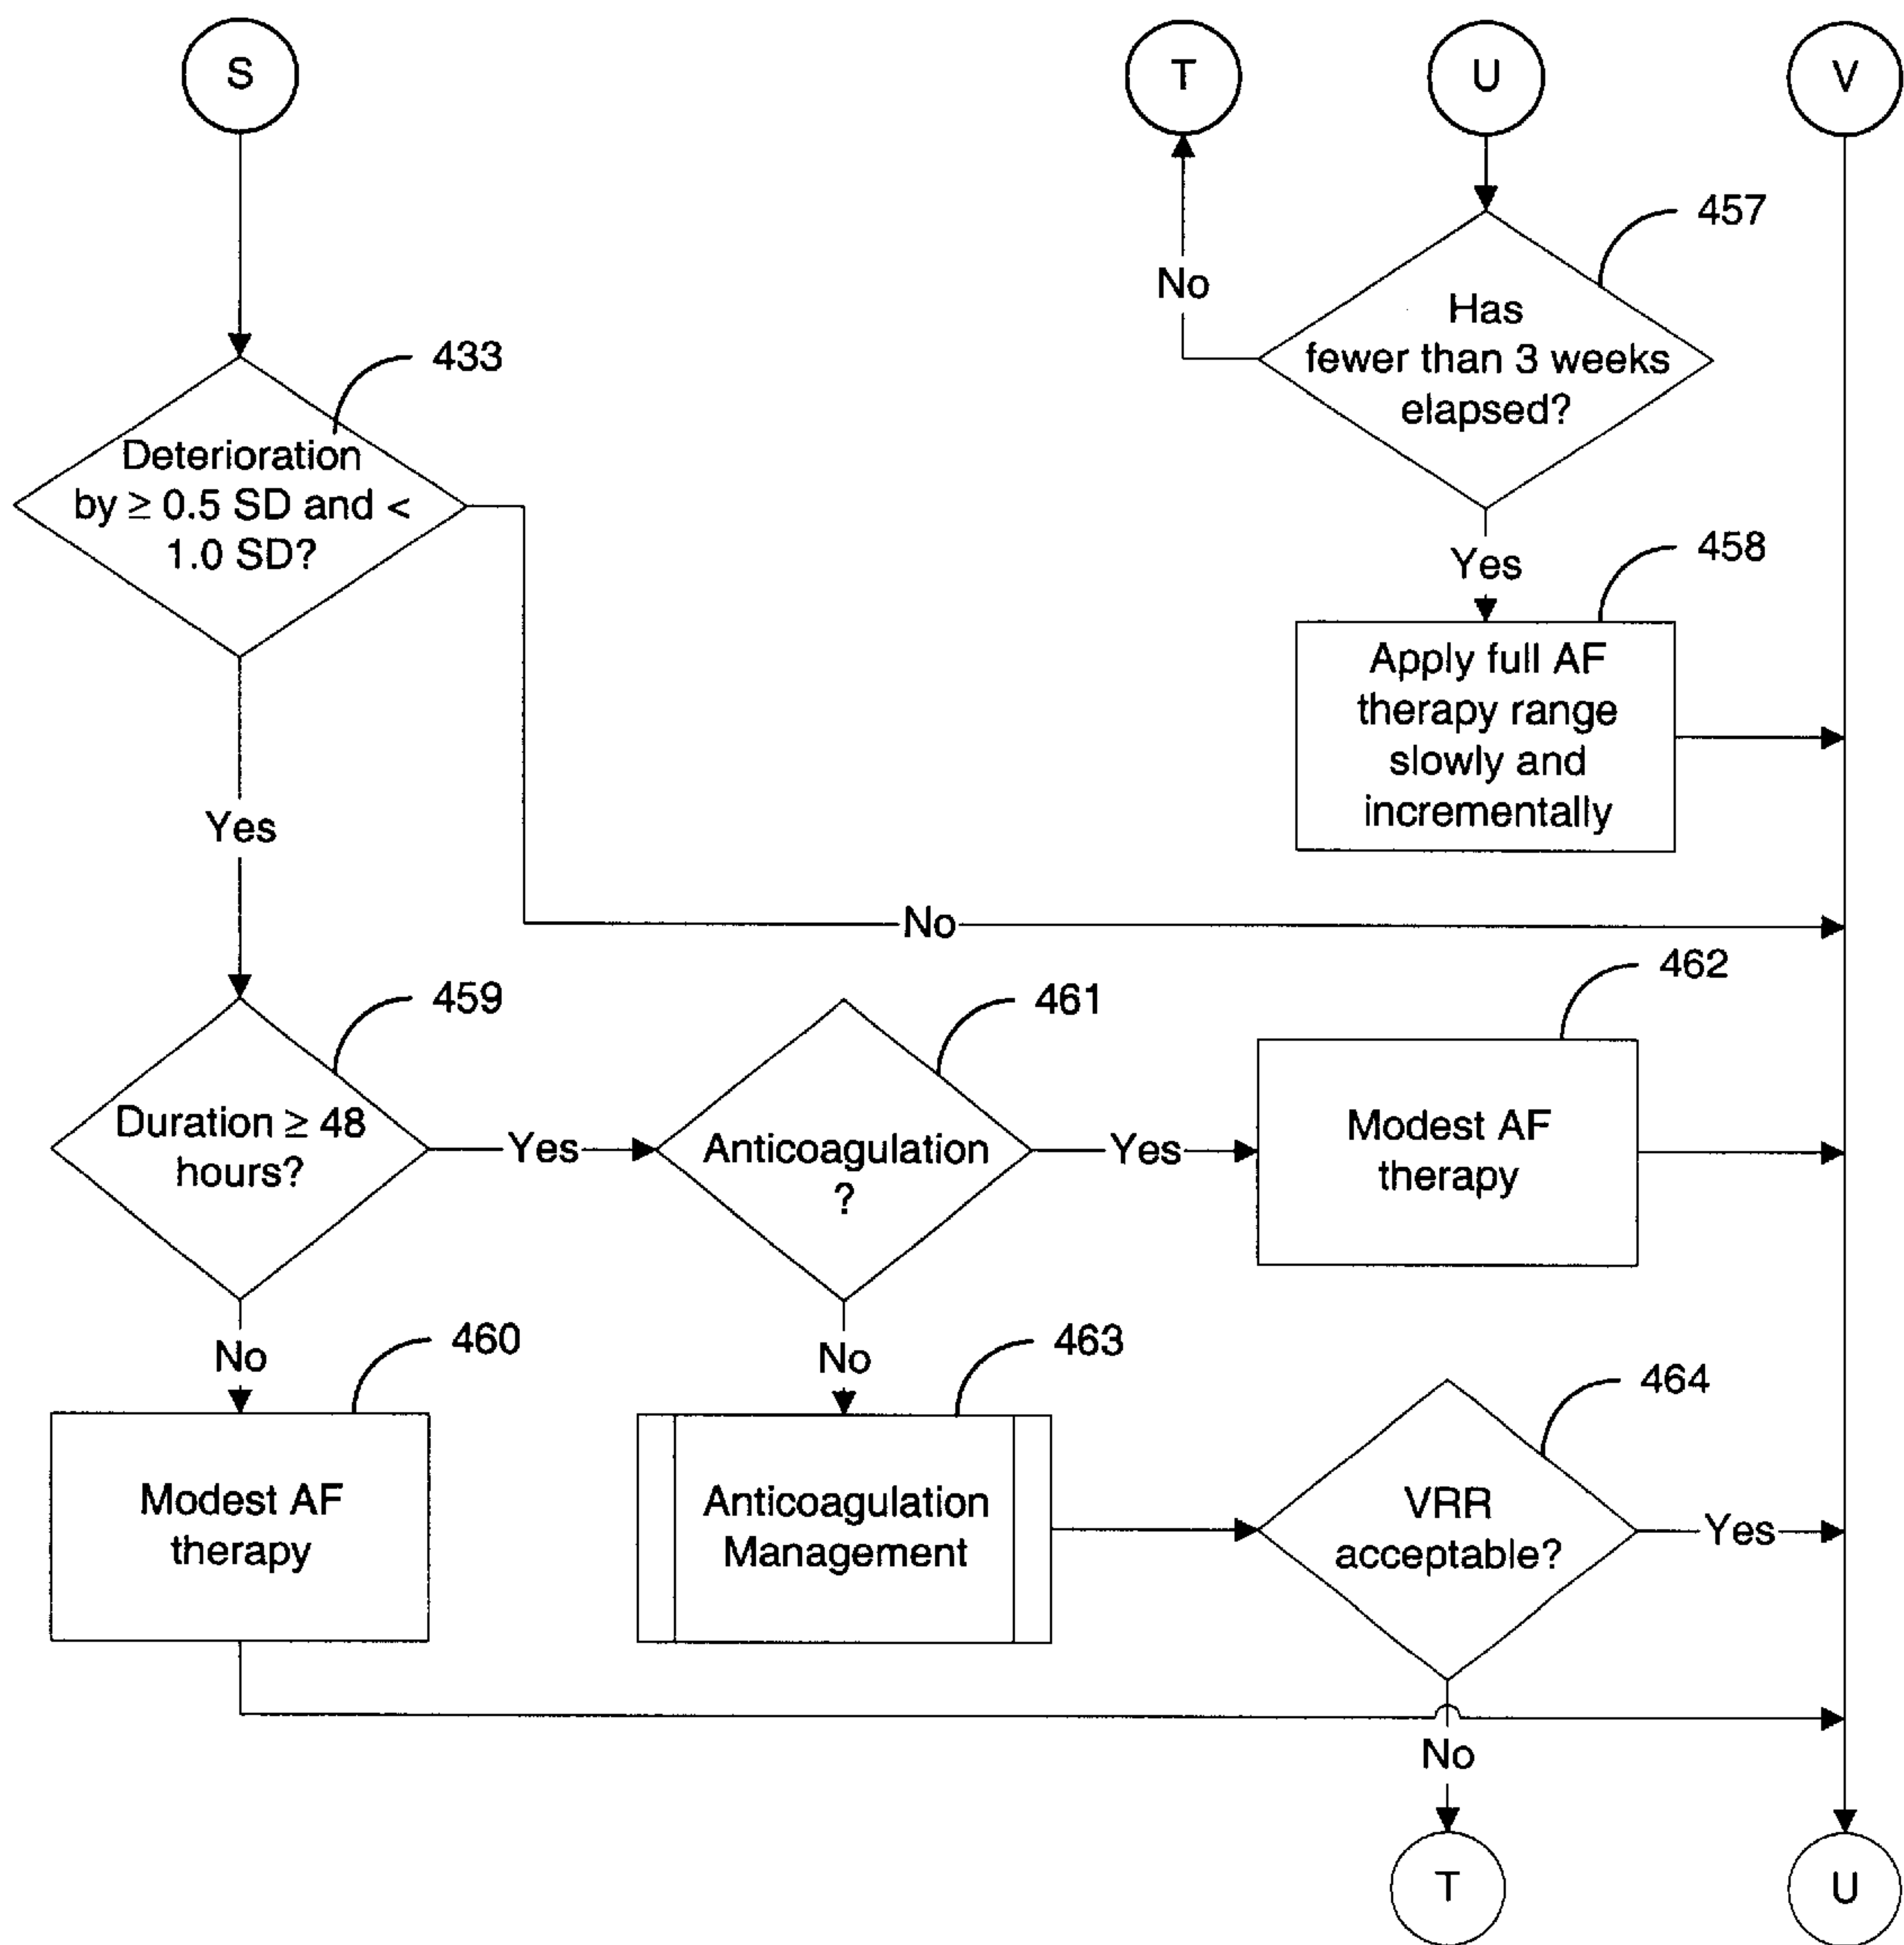 S
T
U
V
457
No
Has
fewer than 3 weeks
elapsed?
433
Deterioration
by ≥ 0.5 SD and <
1.0 SD?
Yes
458
Apply full AF
therapy range
slowly and
incrementally
Yes
No
459
Duration ≥ 48
hours?
Yes
461
Anticoagulation
?
Yes
462
Modest AF
therapy
No
460
Modest AF
therapy
No
463
Anticoagulation
Management
464
VRR
acceptable?
Yes
No
T
U